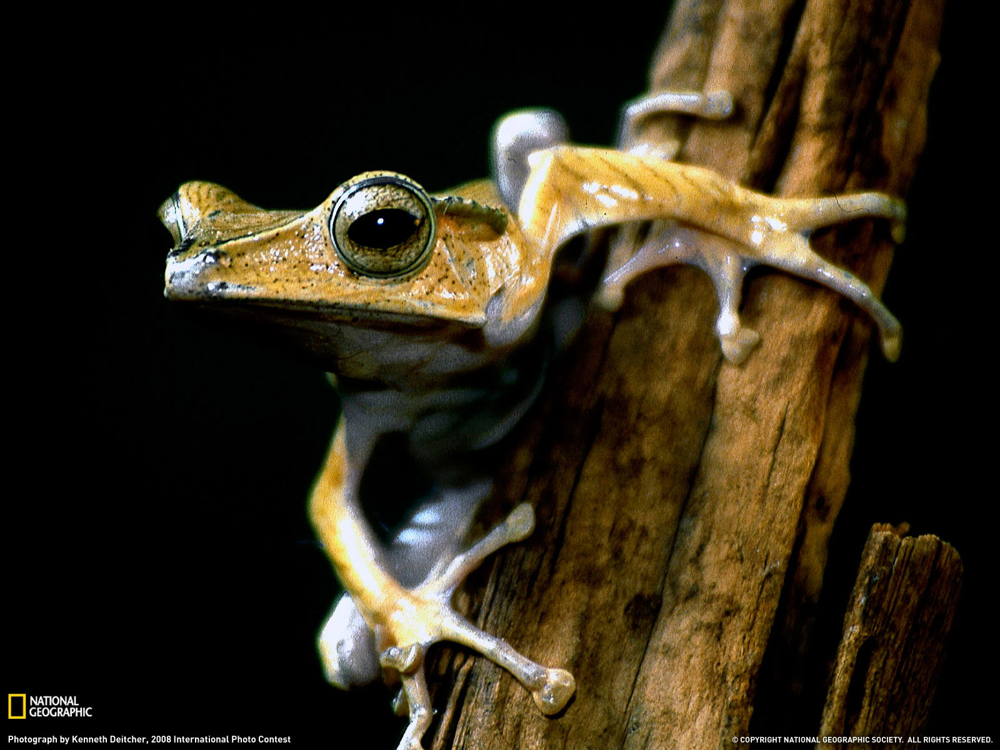 NATIONAL
GEOGRAPHIC
Photograph by Kenneth Deitcher, 2008 International Photo Contest
© COPYRIGHT NATIONAL GEOGRAPHIC SOCIETY. ALL RIGHTS RESERVED.